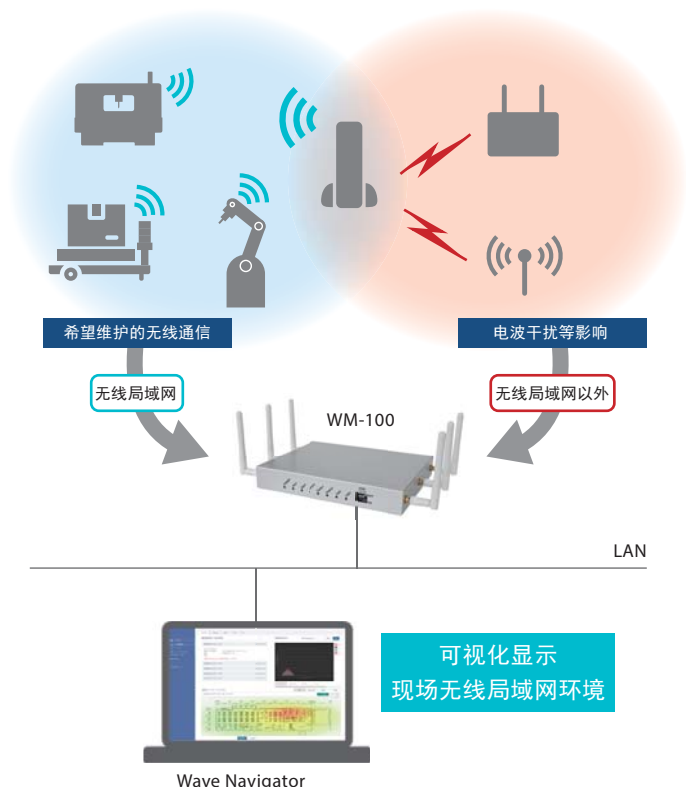 希望维护的无线通信
电波干扰等影响
无线局域网
无线局域网以外
WM-100
LAN
可视化显示
现场无线局域网环境
Wave Navigator